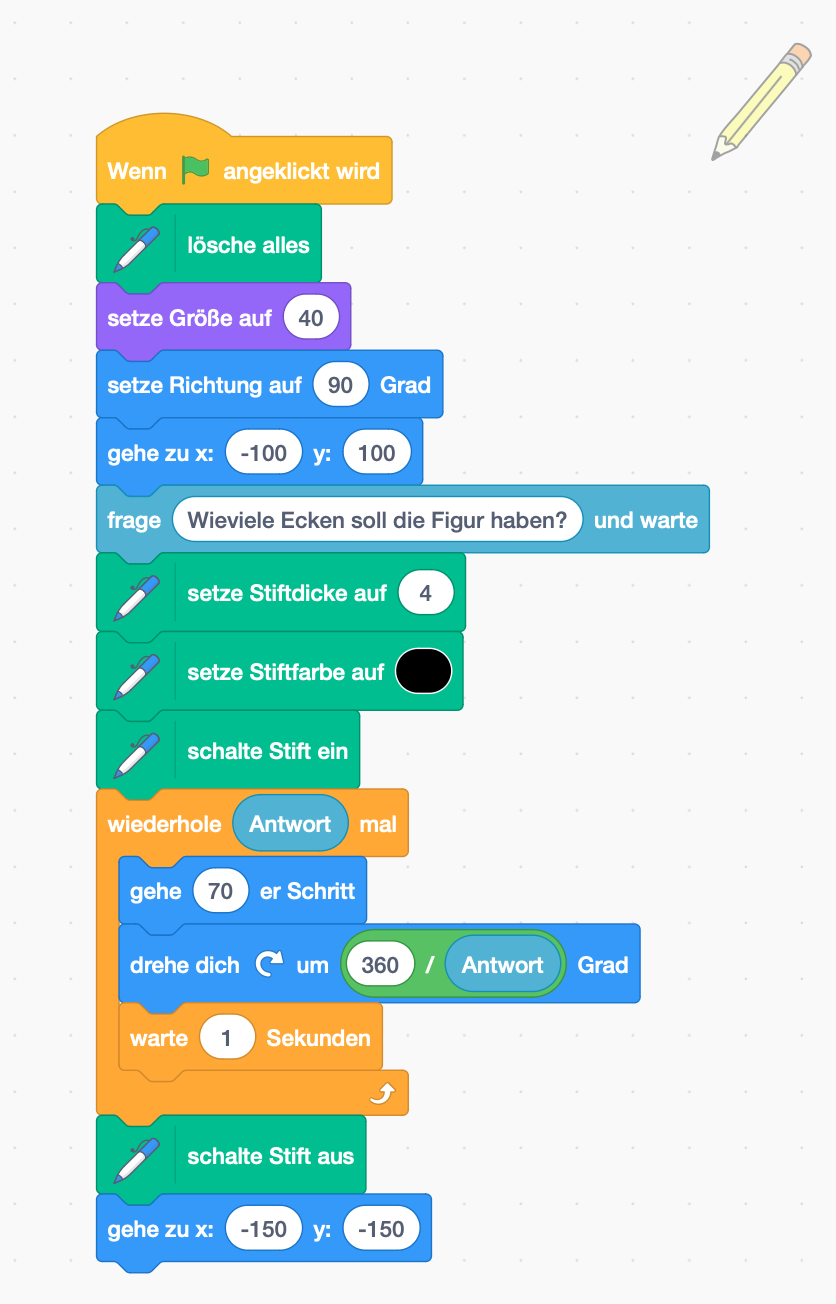 Wenn angeklickt wird
lösche alles
setze Größe auf 40
setze Richtung auf 90 Grad
gehe zu x: -100 y: 100
frage Wieviele Ecken soll die Figur haben? und warte
setze Stiftdicke auf 4
setze Stiftfarbe auf
schalte Stift ein
wiederhole Antwort mal
gehe 70 er Schritt
drehe dich um 360 / Antwort Grad
warte 1 Sekunden
schalte Stift aus
gehe zu x: -150 y: -150